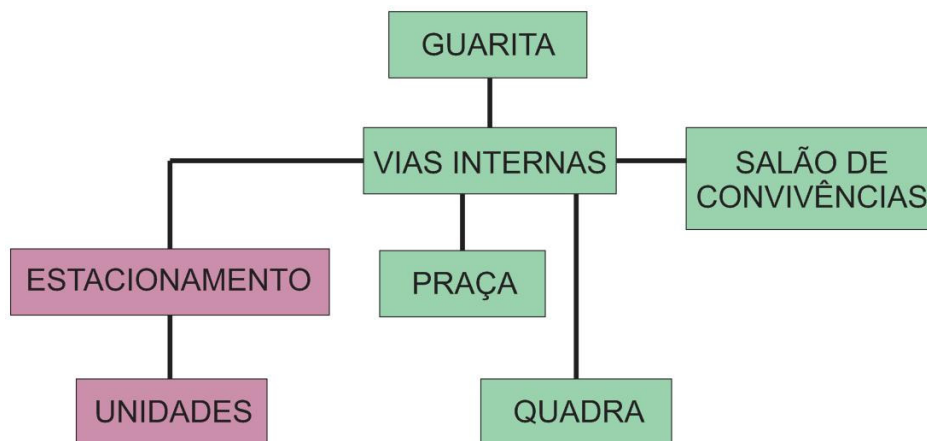 GUARITA
VIAS INTERNAS
SALÃO DE
CONVIVÊNCIAS
ESTACIONAMENTO
PRAÇA
UNIDADES
QUADRA